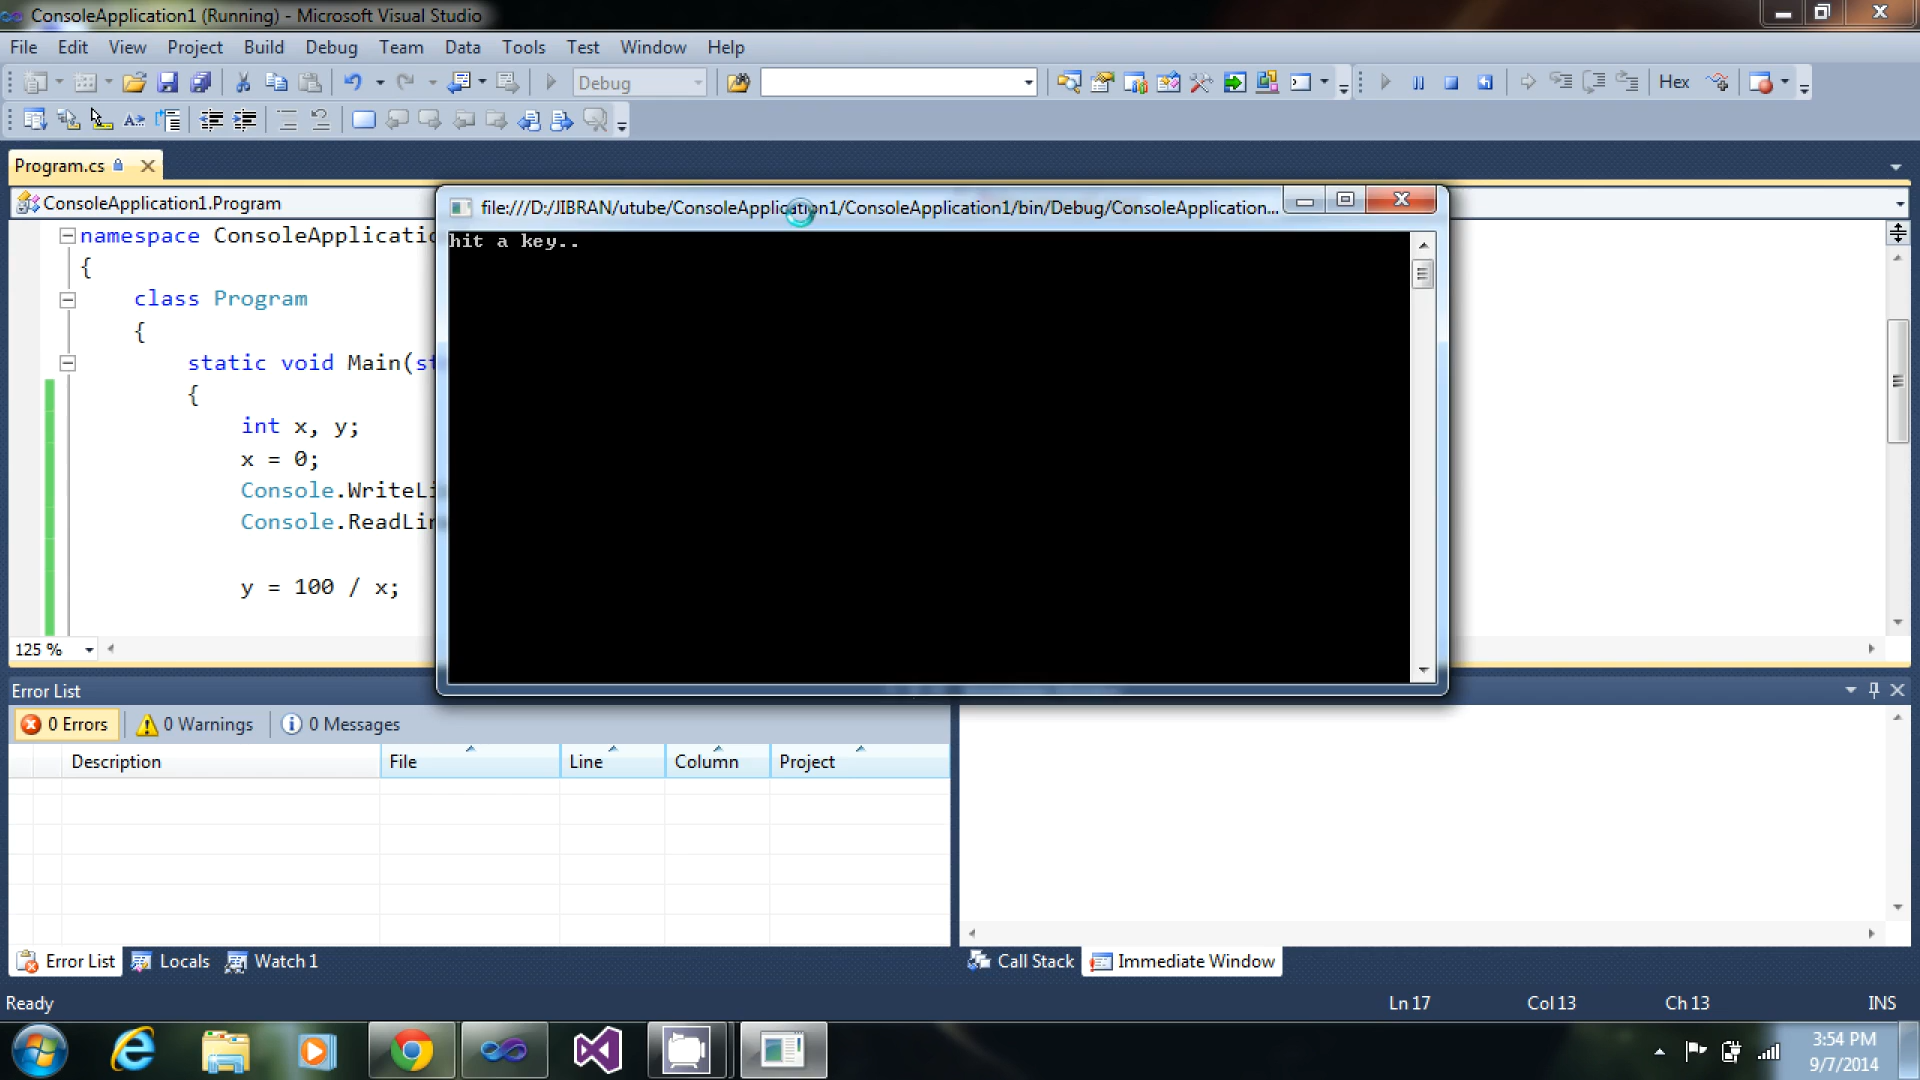 ConsoleApplication1 (Running) - Microsoft Visual Studio
File Edit View Project Build Debug Team Data Tools Test Window Help
Debug
Hex
Program.cs
ConsoleApplication1.Program
file:///D:/JIBRAN/utube/ConsoleApplication1/ConsoleApplication1/bin/Debug/ConsoleApplication...
hit a key..
namespace ConsoleApplicatio
{
class Program
{
static void Main(st
{
int x, y;
x = 0;
Console.WriteLi
Console.ReadLin
y = 100 / x;
125 %
Error List
0 Errors 0 Warnings 0 Messages
Description File Line Column Project
Error List Locals Watch 1 Call Stack Immediate Window
Ready Ln 17 Col 13 Ch 13 INS
3:54 PM
9/7/2014